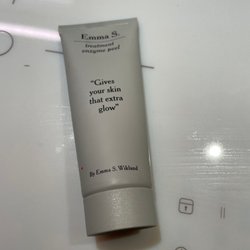 Emma S.
treatment
enzyme peel
"Gives
your skin
that extra
glow"
By Emma S. Wiklund